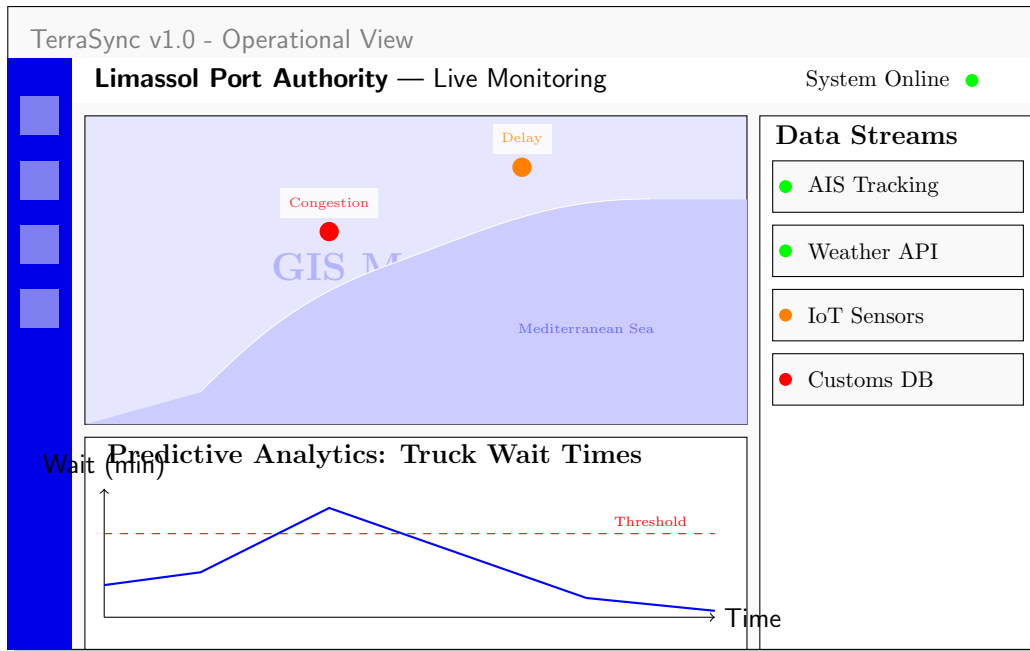 TerraSync v1.0 - Operational View
Limassol Port Authority — Live Monitoring
System Online
Delay
Congestion
GIS M
Mediterranean Sea
Data Streams
AIS Tracking
Weather API
IoT Sensors
Customs DB
Predictive Analytics: Truck Wait Times
Wait (min)
Threshold
Time